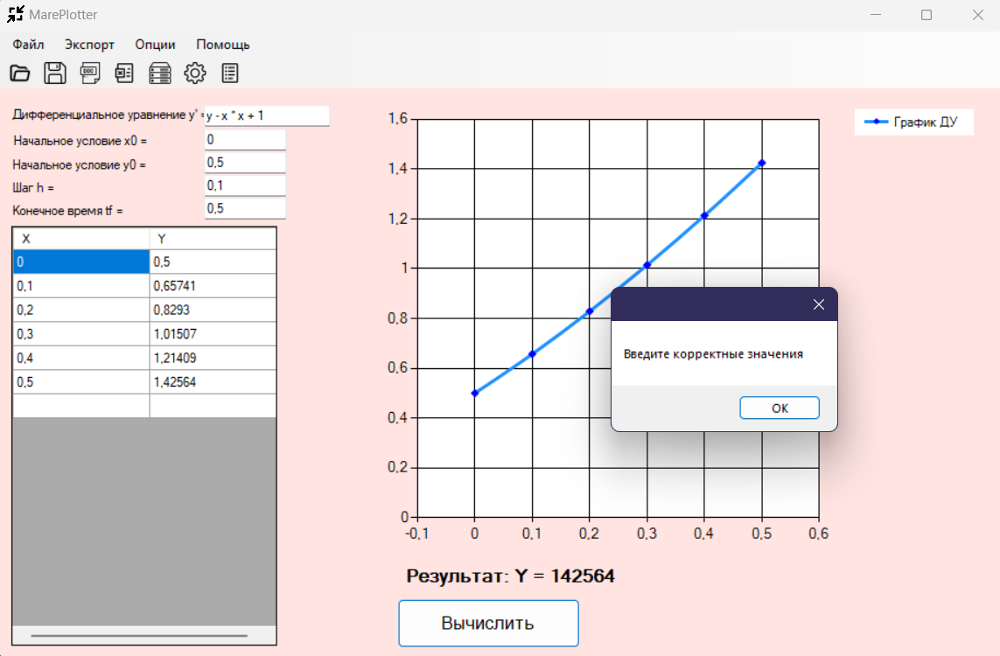 MarePlotter
Файл Экспорт Опции Помощь
DOC
Дифференциальное уравнение y' = y - x * x + 1
Начальное условие x0 = 0
Начальное условие y0 = 0,5
Шаг h = 0,1
Конечное время tf = 0,5
X Y
0 0,5
0,1 0,65741
0,2 0,8293
0,3 1,01507
0,4 1,21409
0,5 1,42564
1,6
1,4
1,2
1
0,8
0,6
0,4
0,2
0
-0,1 0 0,1 0,2 0,3 0,4 0,5 0,6
График ДУ
Введите корректные значения
ОК
Результат: Y = 142564
Вычислить